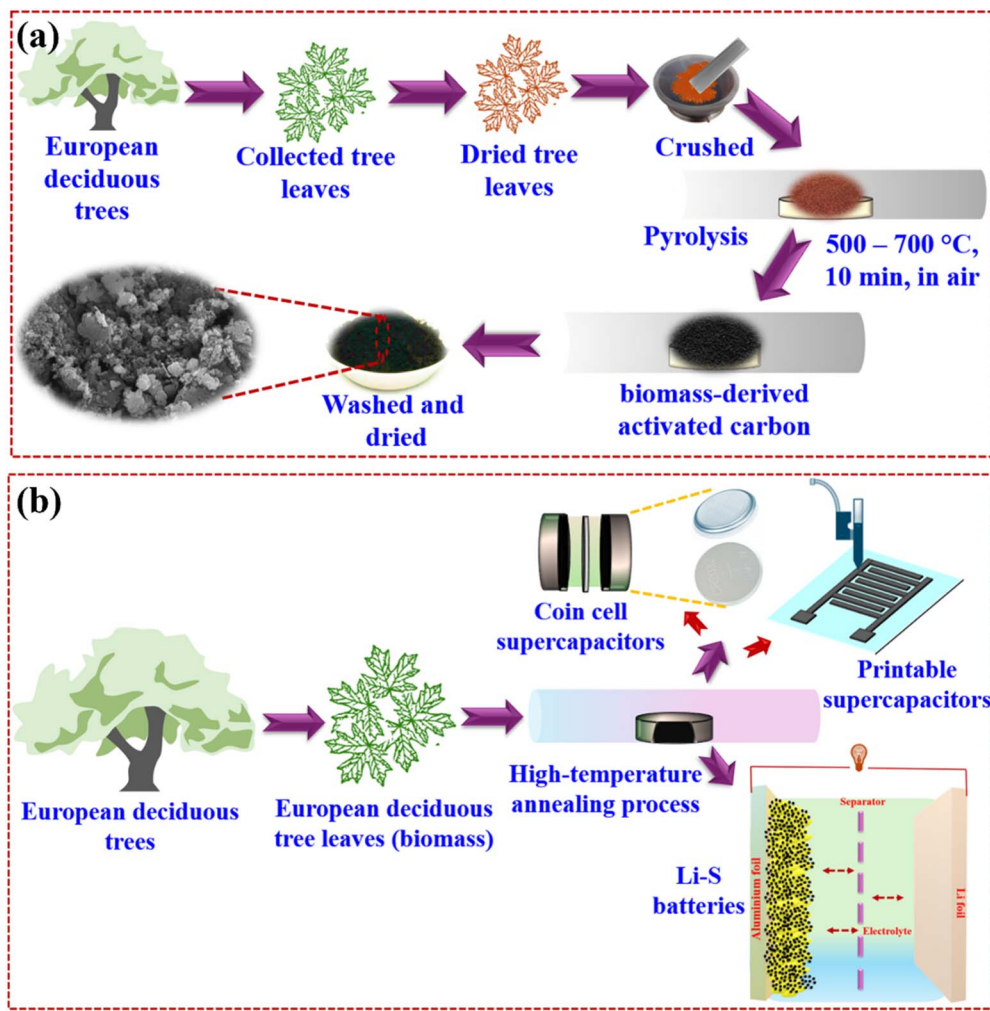 (a)
European
deciduous
trees
Collected tree
leaves
Dried tree
leaves
Crushed
Pyrolysis
500 – 700 °C,
10 min, in air
biomass-derived
activated carbon
Washed and
dried
(b)
Coin cell
supercapacitors
Printable
supercapacitors
European deciduous
trees
European deciduous
tree leaves (biomass)
High-temperature
annealing process
Li-S
batteries
Aluminium foil
Separator
Electrolyte
Li foil